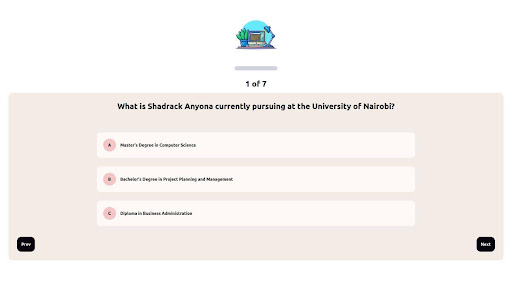 1 of 7
What is Shadrack Anyona currently pursuing at the University of Nairobi?
A Master's Degree in Computer Science
B Bachelor's Degree in Project Planning and Management
C Diploma in Business Administration
Prev Next